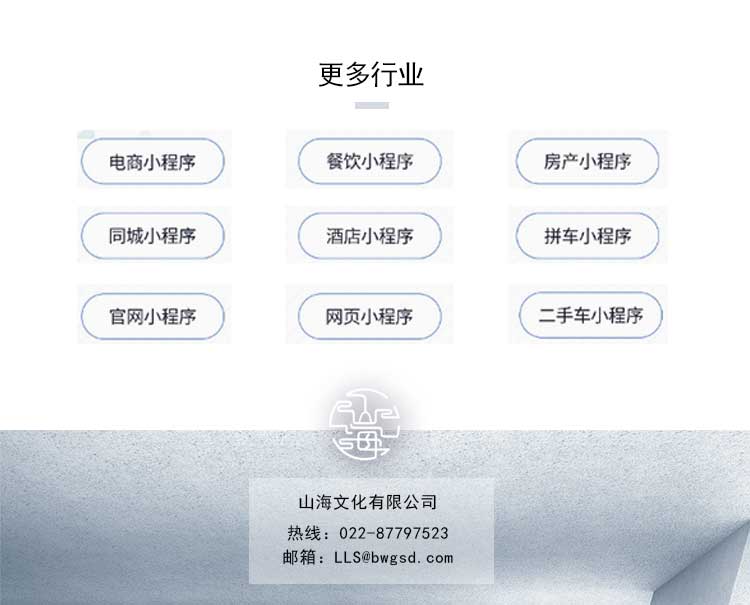 更多行业
电商小程序
餐饮小程序
房产小程序
同城小程序
酒店小程序
拼车小程序
官网小程序
网页小程序
二手车小程序
山海文化有限公司
热线：022-87797523
邮箱：LLS@bwgsd.com